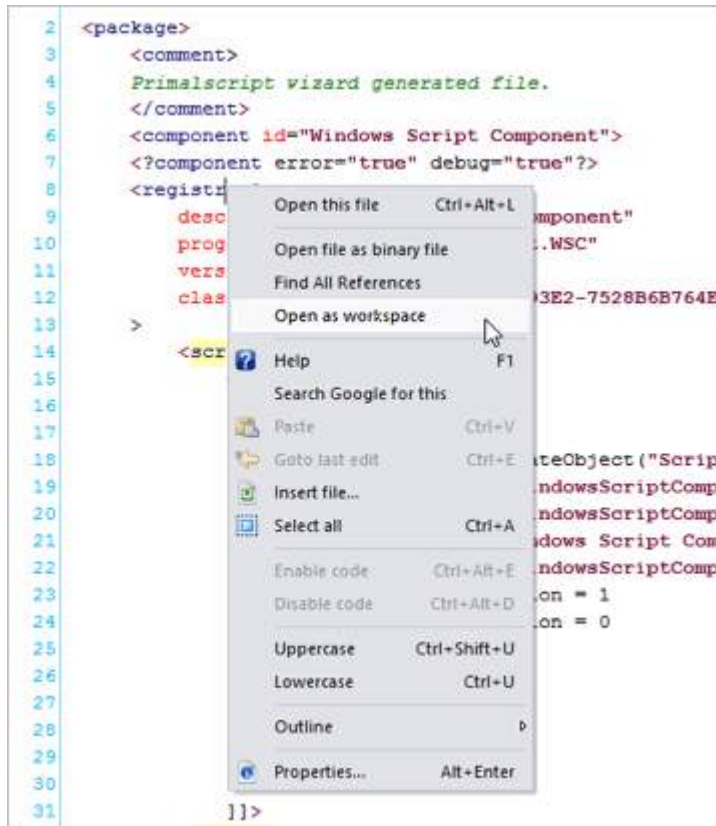 2 <package>
3 <comment>
4 Primalscript wizard generated file.
5 </comment>
6 <component id="Windows Script Component">
7 <?component error="true" debug="true"?>
8 <registr
9 desc mponent"
10 prog .WSC"
11 vers
12 clas 93E2-7528B6B764E
13 >
14 <scr
15
16
17
18 teObject("Scrip
19 ndowsScriptComp
20 ndowsScriptComp
21 dows Script Com
22 ndowsScriptComp
23 on = 1
24 on = 0
25
26
27
28
29
30
31 ]]>
Open this file Ctrl+Alt+L
Open file as binary file
Find All References
Open as workspace
Help F1
Search Google for this
Paste Ctrl+V
Goto last edit Ctrl+E
Insert file...
Select all Ctrl+A
Enable code Ctrl+Alt+E
Disable code Ctrl+Alt+D
Uppercase Ctrl+Shift+U
Lowercase Ctrl+U
Outline
Properties... Alt+Enter